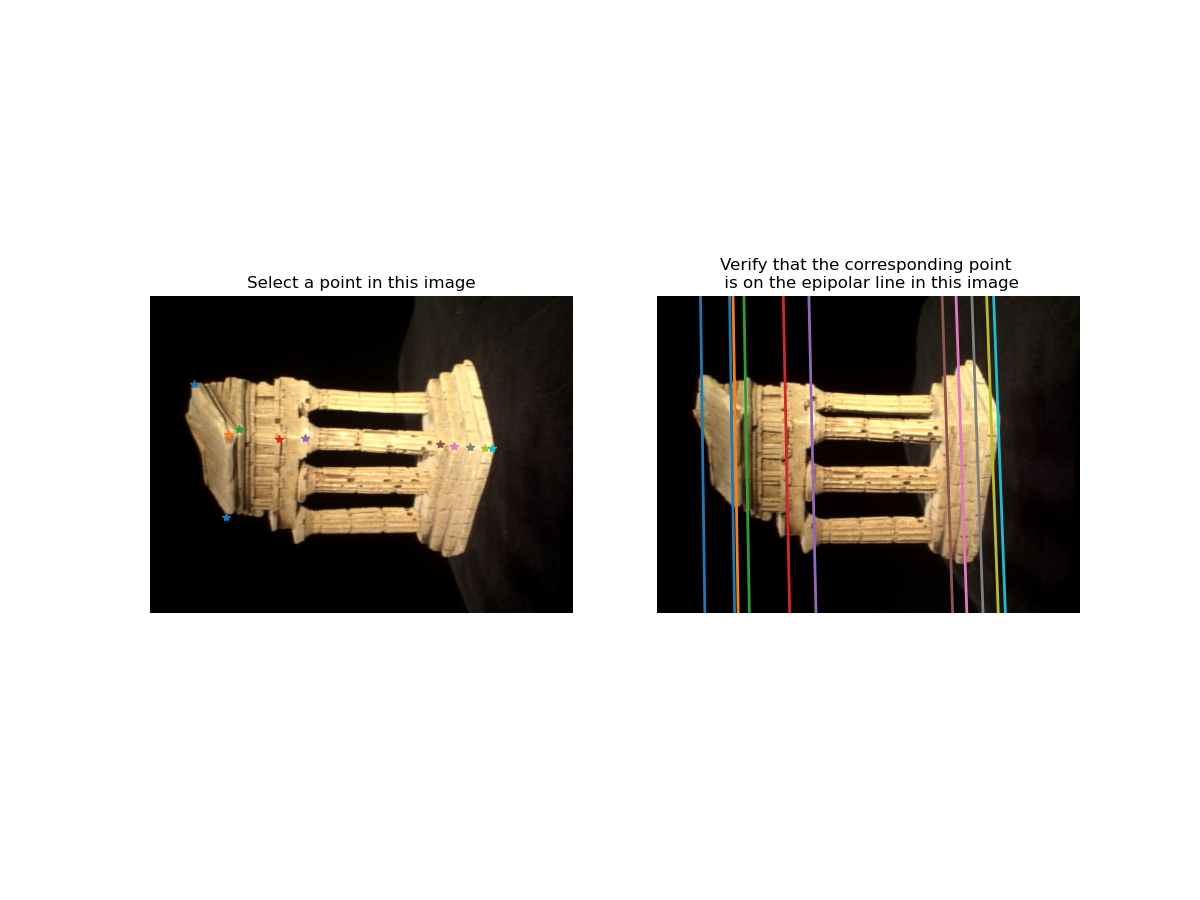 Select a point in this image
Verify that the corresponding point
is on the epipolar line in this image